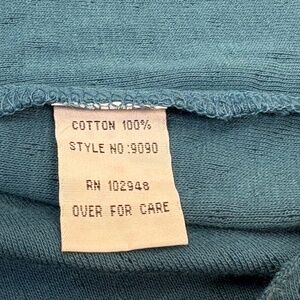 COTTON 100%
STYLE NO:9090
RN 102948
OVER FOR CARE